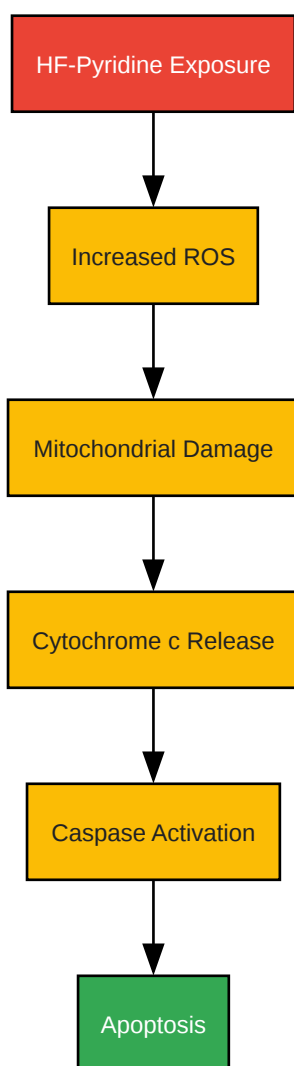 HF-Pyridine Exposure
Increased ROS
Mitochondrial Damage
Cytochrome c Release
Caspase Activation
Apoptosis